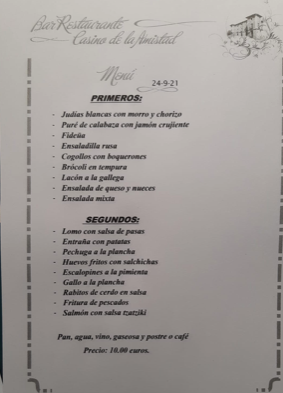 Bar Restaurante
Casino de la Amistad
Menú
24-9-21
PRIMEROS:
- Judías blancas con morro y chorizo
- Puré de calabaza con jamón crujiente
- Fideúa
- Ensaladilla rusa
- Cogollos con boquerones
- Brócoli en tempura
- Lacón a la gallega
- Ensalada de queso y nueces
- Ensalada mixta
SEGUNDOS:
- Lomo con salsa de pasas
- Entraña con patatas
- Pechuga a la plancha
- Huevos fritos con salchichas
- Escalopines a la pimienta
- Gallo a la plancha
- Rabitos de cerdo en salsa
- Fritura de pescados
- Salmón con salsa tzatziki
Pan, agua, vino, gaseosa y postre o café
Precio: 10,00 euros.